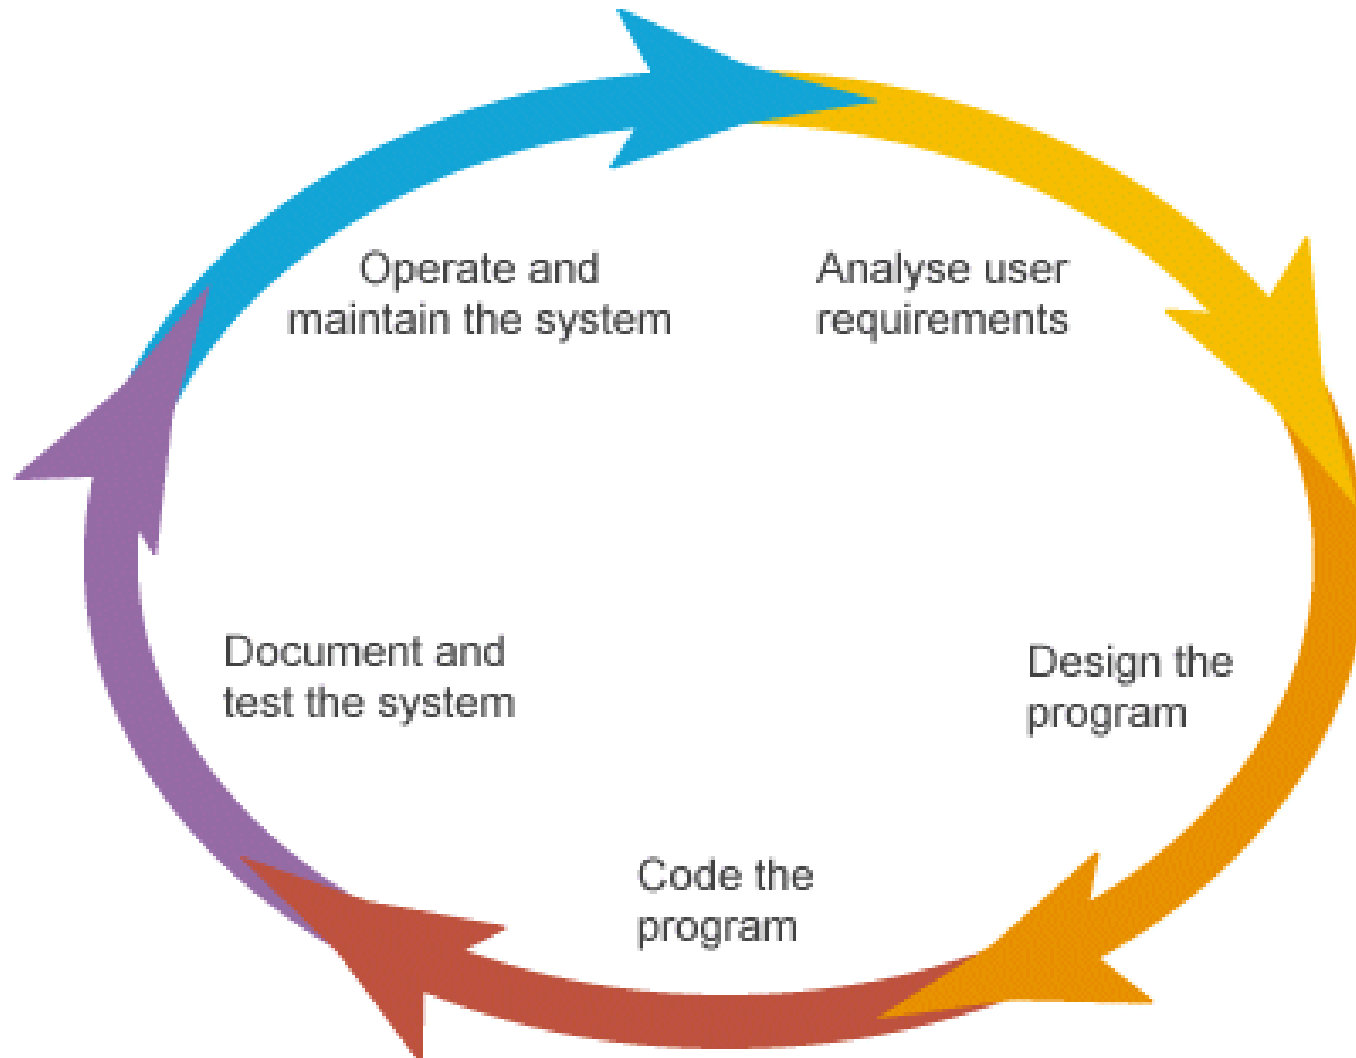 Operate and
maintain the system
Analyse user
requirements
Document and
test the system
Design the
program
Code the
program